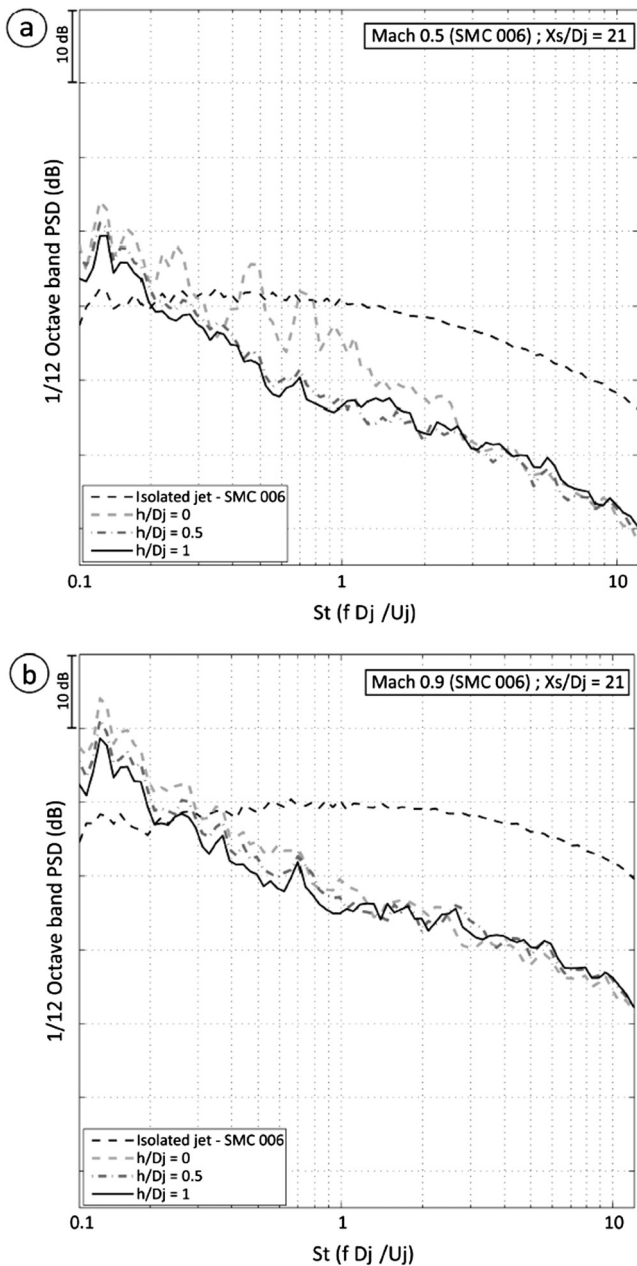 a
10 dB
Mach 0.5 (SMC 006) ; Xs/Dj = 21
1/12 Octave band PSD (dB)
Isolated jet - SMC 006
h/Dj = 0
h/Dj = 0.5
h/Dj = 1
0.1
1
10
St (f Dj /Uj)
b
10 dB
Mach 0.9 (SMC 006) ; Xs/Dj = 21
1/12 Octave band PSD (dB)
Isolated jet - SMC 006
h/Dj = 0
h/Dj = 0.5
h/Dj = 1
0.1
1
10
St (f Dj /Uj)